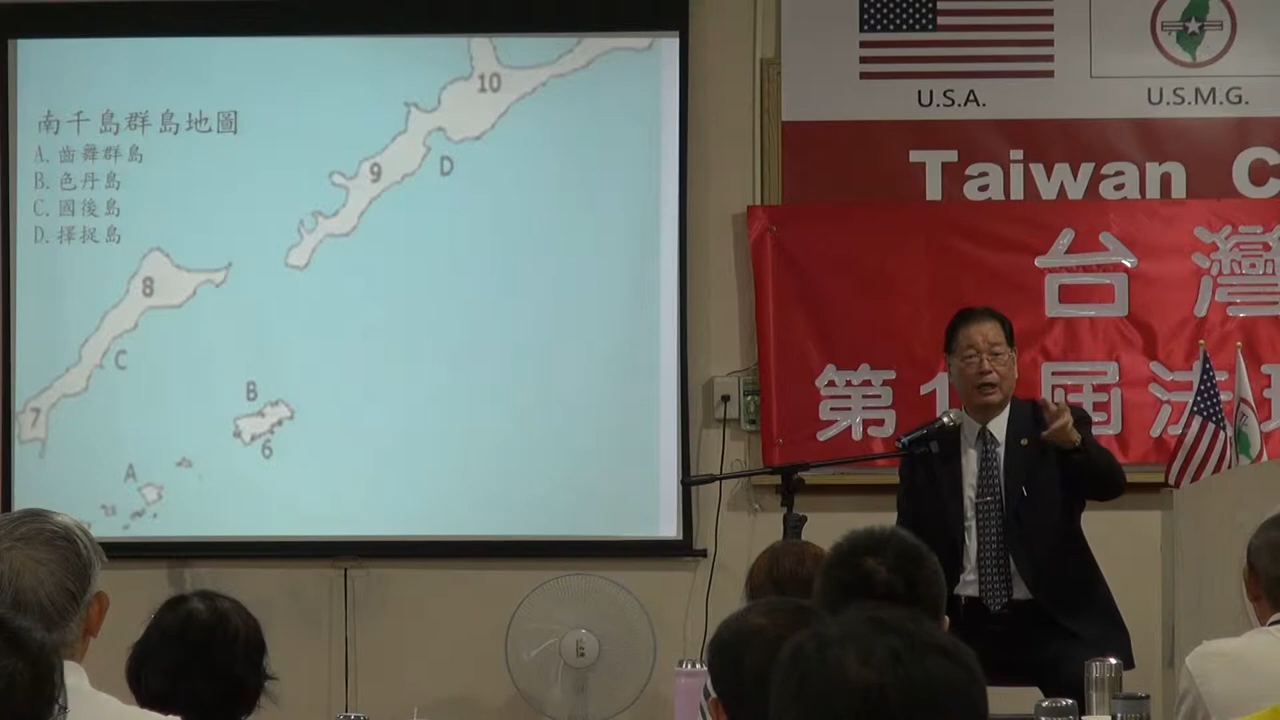 南千島群島地圖
A. 齒舞群島
B. 色丹島
C. 國後島
D. 擇捉島
10
9
D
8
C
7
B
6
A
U.S.A.
U.S.M.G.
Taiwan C
台灣
第1
屆法